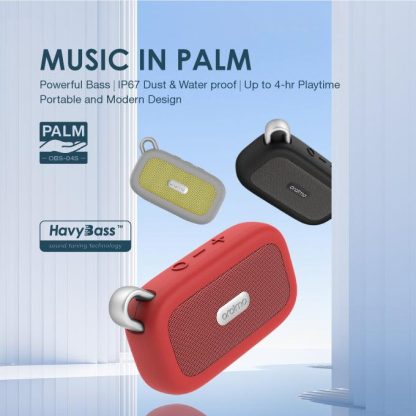 MUSIC IN PALM
Powerful Bass | IP67 Dust & Water proof | Up to 4-hr Playtime
Portable and Modern Design
PALM
OBS-04S
HavyBass™
sound tuning technology
oraimo
oraimo